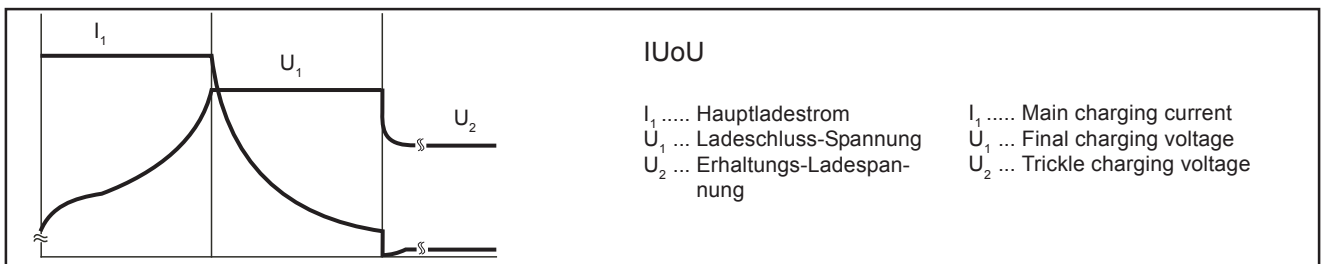 I₁
U₁
U₂
IUoU
I₁ ..... Hauptladestrom
U₁ ... Ladeschluss-Spannung
U₂ ... Erhaltungs-Ladespan-
nung
I₁ ..... Main charging current
U₁ ... Final charging voltage
U₂ ... Trickle charging voltage